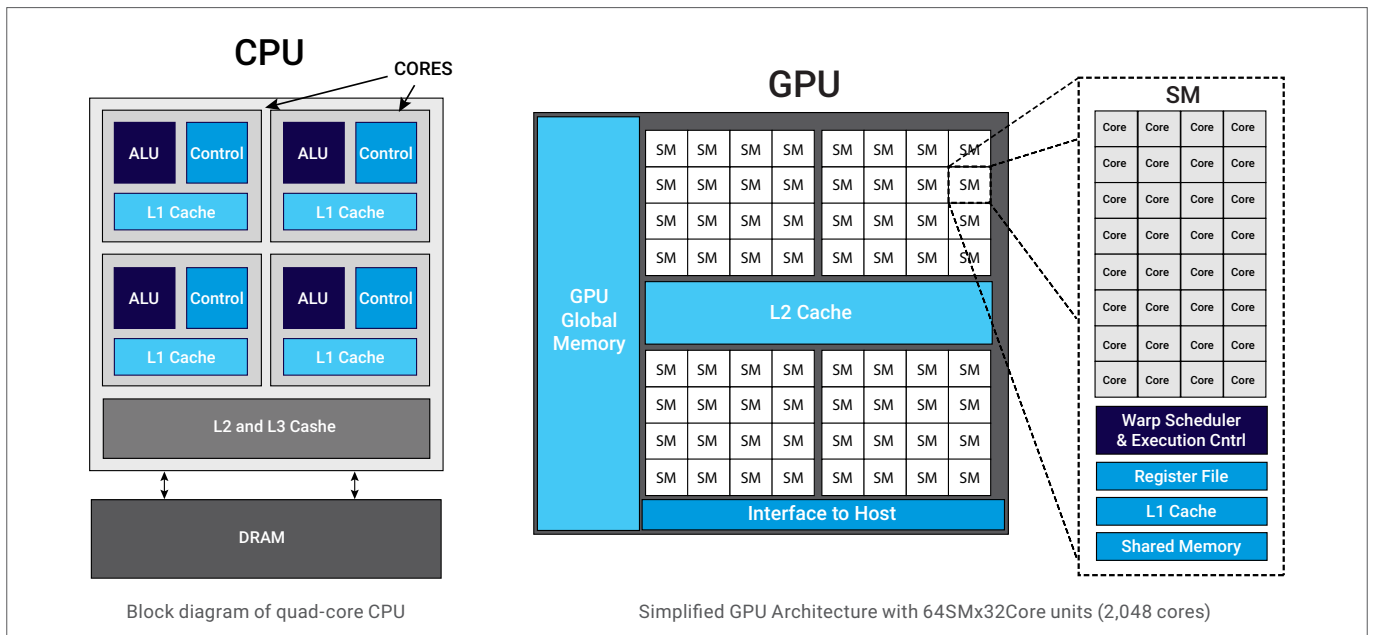 CPU
CORES
ALU Control ALU Control
L1 Cache L1 Cache
ALU Control ALU Control
L1 Cache L1 Cache
L2 and L3 Cashe
DRAM
Block diagram of quad-core CPU
GPU
GPU
Global
Memory
SM SM SM SM SM SM SM SM
SM SM SM SM SM SM SM SM
SM SM SM SM SM SM SM SM
SM SM SM SM SM SM SM SM
L2 Cache
SM SM SM SM SM SM SM SM
SM SM SM SM SM SM SM SM
SM SM SM SM SM SM SM SM
SM SM SM SM SM SM SM SM
Interface to Host
SM
Core Core Core Core
Core Core Core Core
Core Core Core Core
Core Core Core Core
Core Core Core Core
Core Core Core Core
Core Core Core Core
Core Core Core Core
Warp Scheduler
& Execution Cntrl
Register File
L1 Cache
Shared Memory
Simplified GPU Architecture with 64SMx32Core units (2,048 cores)